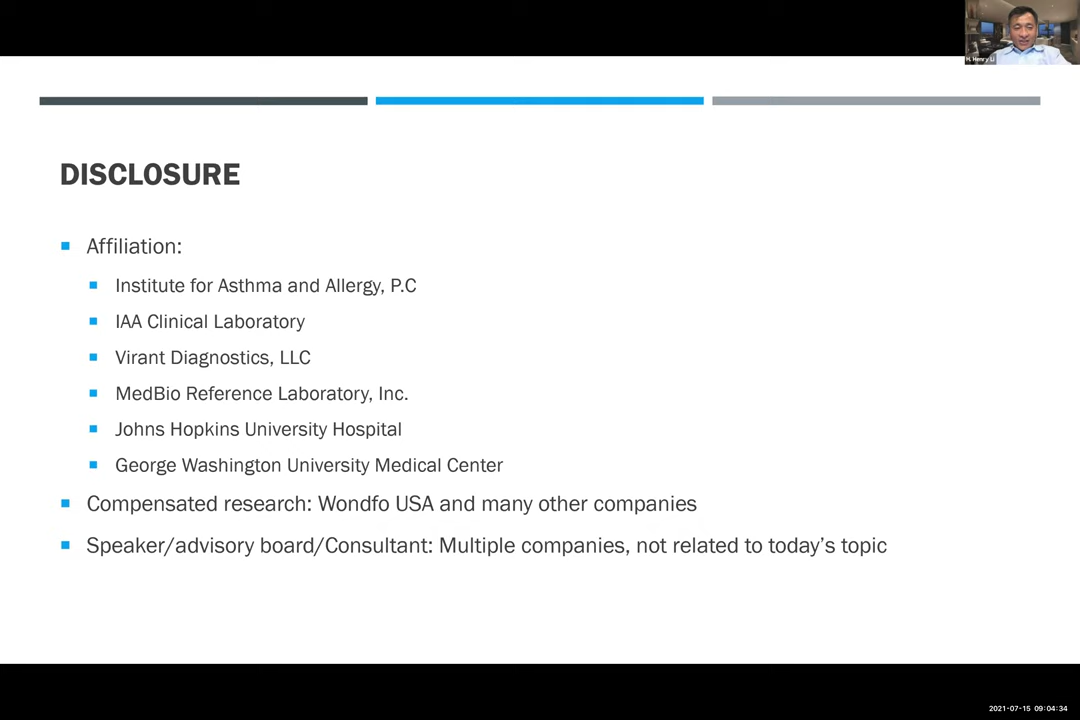 H. Henry Li
DISCLOSURE
Affiliation:
Institute for Asthma and Allergy, P.C
IAA Clinical Laboratory
Virant Diagnostics, LLC
MedBio Reference Laboratory, Inc.
Johns Hopkins University Hospital
George Washington University Medical Center
Compensated research: Wondfo USA and many other companies
Speaker/advisory board/Consultant: Multiple companies, not related to today’s topic
2021-07-15 09:04:34